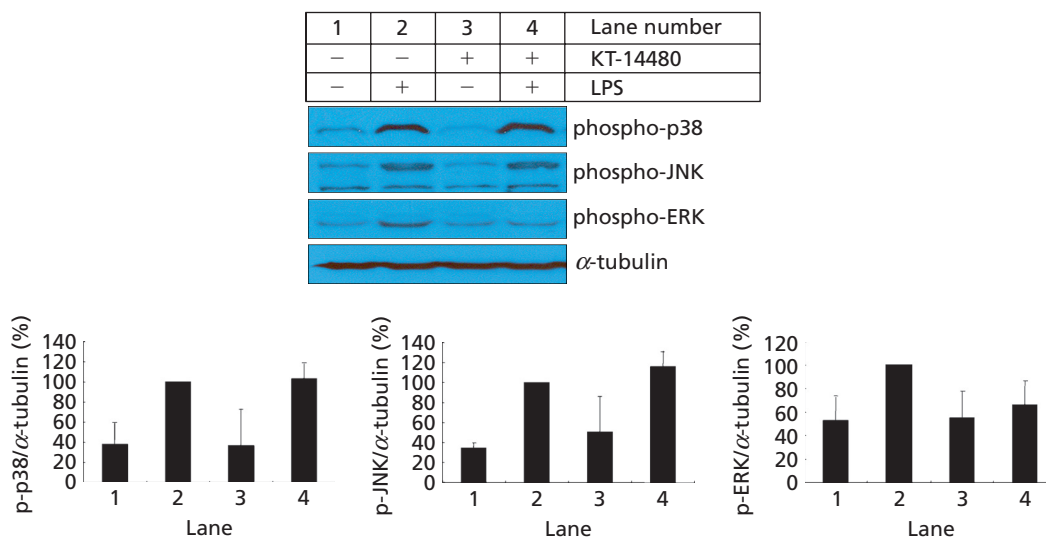 1 2 3 4 Lane number
− − + + KT-14480
− + − + LPS
phospho-p38
phospho-JNK
phospho-ERK
α-tubulin
p-p38/α-tubulin (%)
140
120
100
80
60
40
20
0
1 2 3 4
Lane
p-JNK/α-tubulin (%)
140
120
100
80
60
40
20
0
1 2 3 4
Lane
p-ERK/α-tubulin (%)
120
100
80
60
40
20
0
1 2 3 4
Lane